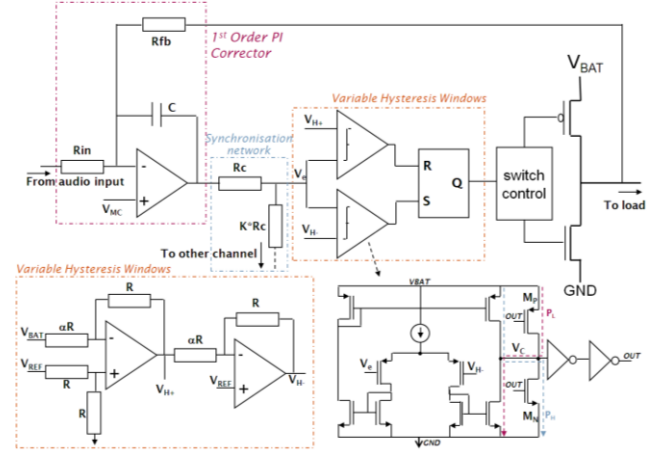 Rfb
1st Order PI
Corrector
VBAT
C
Variable Hysteresis Windows
Synchronisation
network
VH+
Rin
Rc
Ve
R
S
Q
switch
control
From audio input
-
+
VMC
K*Rc
VH-
To other channel
To load
GND
Variable Hysteresis Windows
R
R
VBAT
αR
-
+
αR
-
+
VREF
R
VH+
VREF
VH-
R
VBAT
MP
OUT
PL
VC
Ve
VH-
OUT
OUT
MN
PH
GND